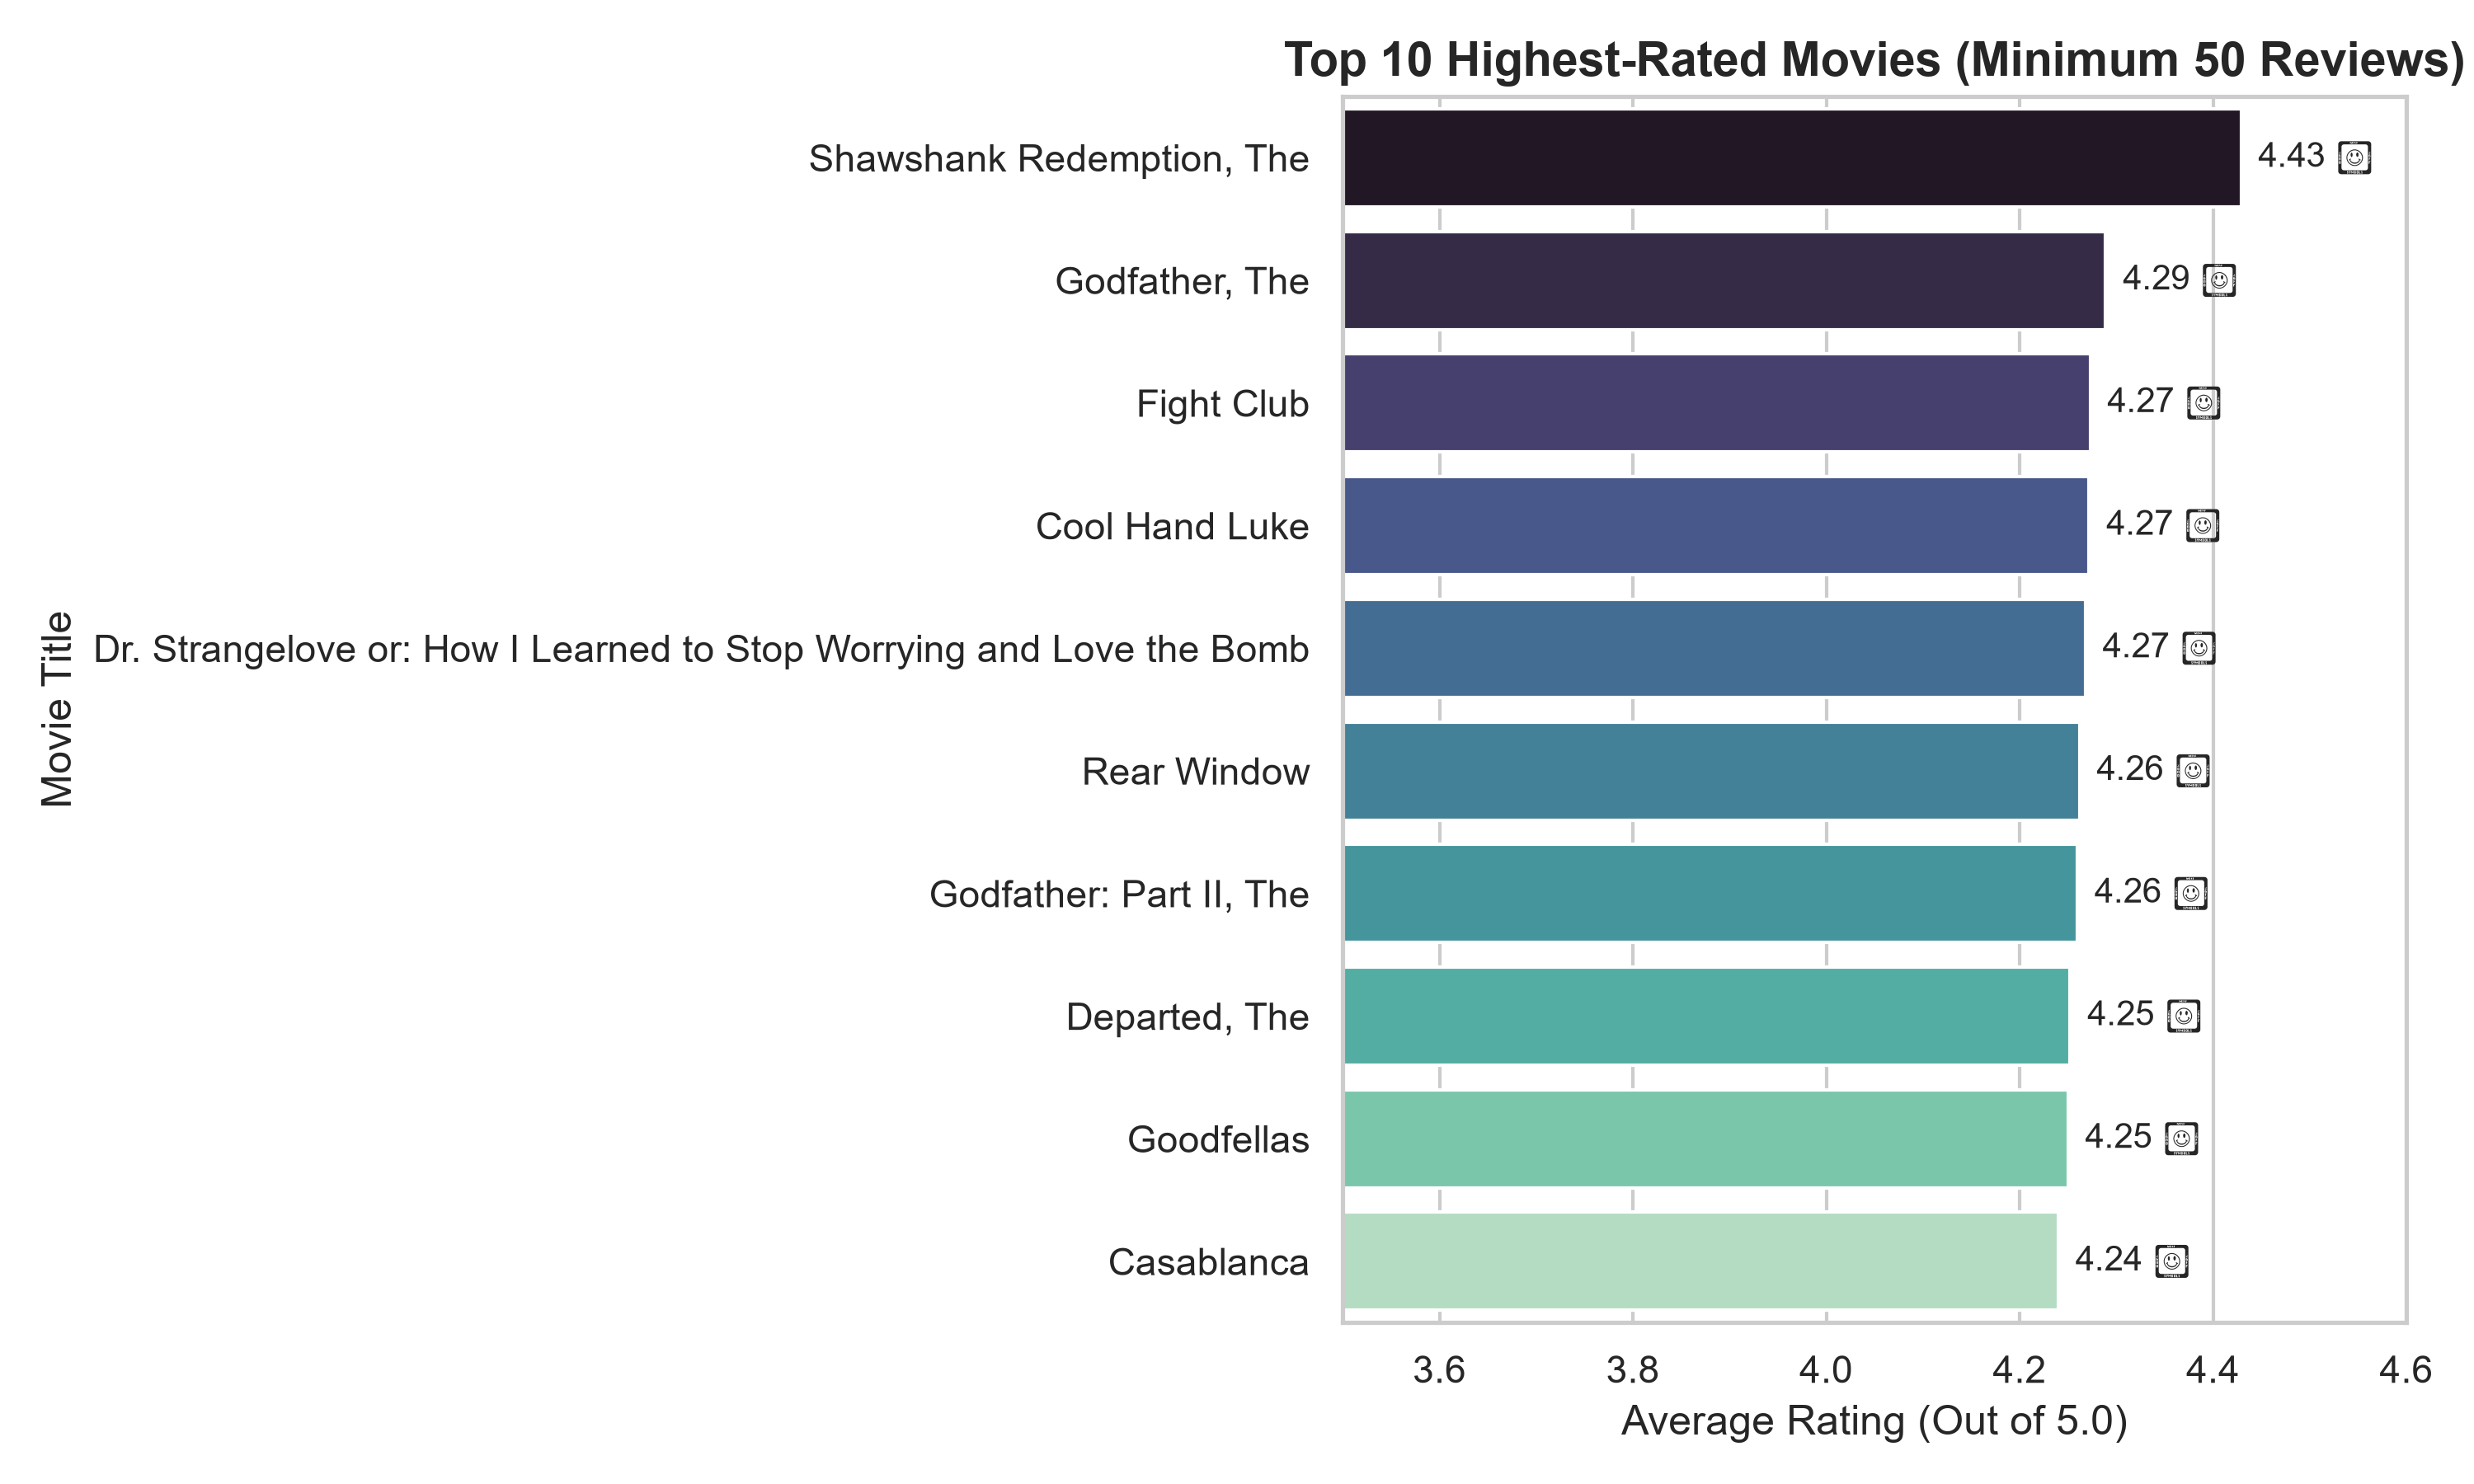 Top 10 Highest-Rated Movies (Minimum 50 Reviews)
Shawshank Redemption, The
4.43
Godfather, The
4.29
Fight Club
4.27
Cool Hand Luke
4.27
Dr. Strangelove or: How I Learned to Stop Worrying and Love the Bomb
4.27
Rear Window
4.26
Godfather: Part II, The
4.26
Departed, The
4.25
Goodfellas
4.25
Casablanca
4.24
Movie Title
3.6 3.8 4.0 4.2 4.4 4.6
Average Rating (Out of 5.0)